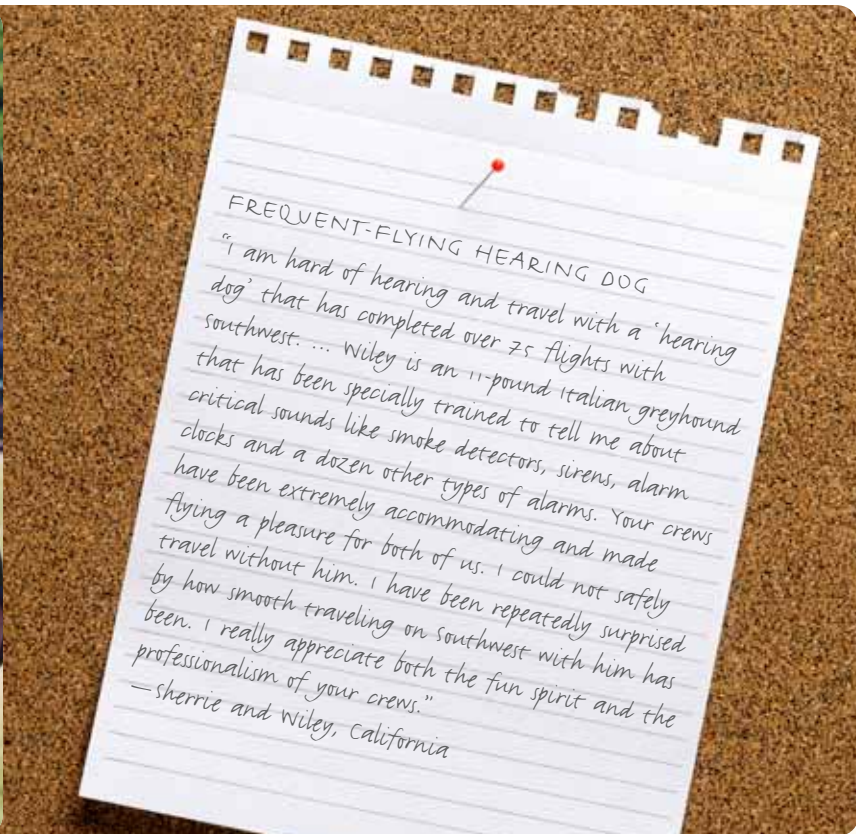 FREQUENT-FLYING HEARING DOG
“I am hard of hearing and travel with a ‘hearing
dog’ that has completed over 75 flights with
Southwest. ... Wiley is an 11-pound Italian greyhound
that has been specially trained to tell me about
critical sounds like smoke detectors, sirens, alarm
clocks and a dozen other types of alarms. Your crews
have been extremely accommodating and made
flying a pleasure for both of us. I could not safely
travel without him. I have been repeatedly surprised
by how smooth traveling on Southwest with him has
been. I really appreciate both the fun spirit and the
professionalism of your crews.”
—Sherrie and Wiley, California